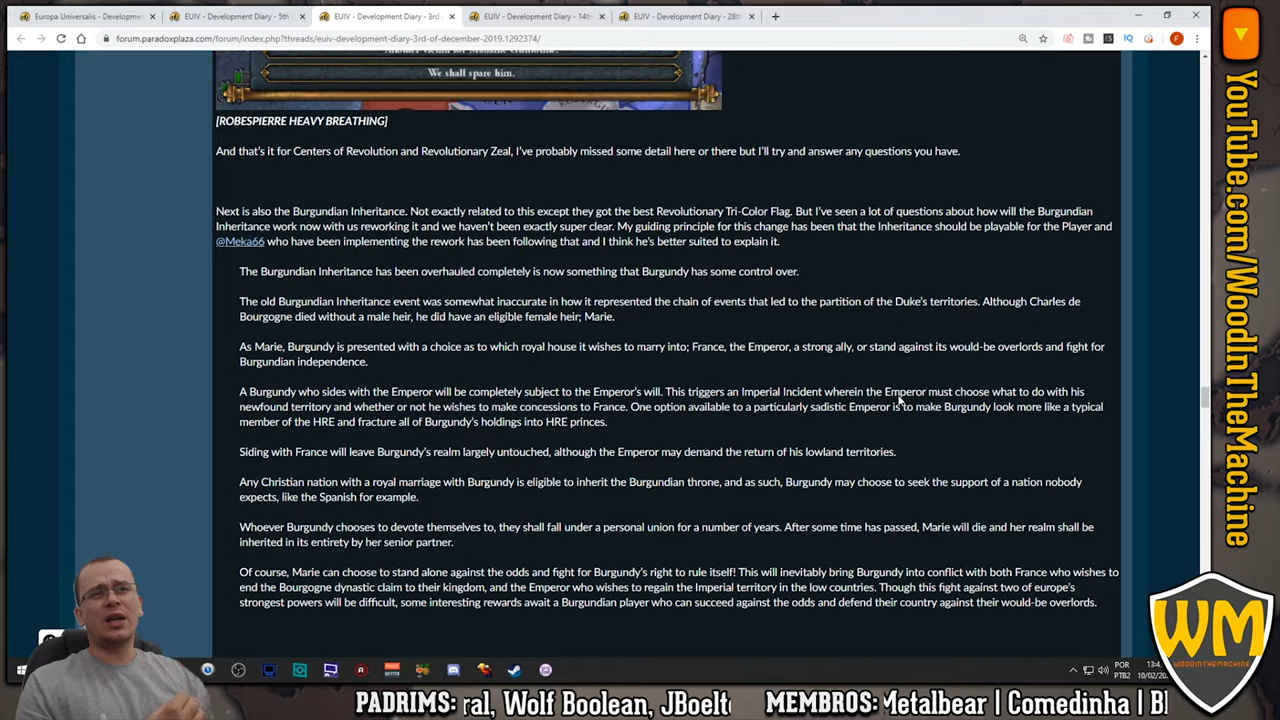 Europa Universalis - Developme
EUIV - Development Diary - 5th
EUIV - Development Diary - 3rd
EUIV - Development Diary - 14th
EUIV - Development Diary - 28th
forum.paradoxplaza.com/forum/index.php?threads/euiv-development-diary-3rd-of-december-2019.1292374/
Another victim for Madame Guillotine.
We shall spare him.
[ROBESPIERRE HEAVY BREATHING]
And that's it for Centers of Revolution and Revolutionary Zeal, I've probably missed some detail here or there but I'll try and answer any questions you have.
Next is also the Burgundian Inheritance. Not exactly related to this except they got the best Revolutionary Tri-Color Flag. But I've seen a lot of questions about how will the Burgundian
Inheritance work now with us reworking it and we haven't been exactly super clear. My guiding principle for this change has been that the Inheritance should be playable for the Player and
@Meka66 who have been implementing the rework has been following that and I think he's better suited to explain it.
The Burgundian Inheritance has been overhauled completely is now something that Burgundy has some control over.
The old Burgundian Inheritance event was somewhat inaccurate in how it represented the chain of events that led to the partition of the Duke's territories. Although Charles de
Bourgogne died without a male heir, he did have an eligible female heir; Marie.
As Marie, Burgundy is presented with a choice as to which royal house it wishes to marry into; France, the Emperor, a strong ally, or stand against its would-be overlords and fight for
Burgundian independence.
A Burgundy who sides with the Emperor will be completely subject to the Emperor's will. This triggers an Imperial Incident wherein the Emperor must choose what to do with his
newfound territory and whether or not he wishes to make concessions to France. One option available to a particularly sadistic Emperor is to make Burgundy look more like a typical
member of the HRE and fracture all of Burgundy's holdings into HRE princes.
Siding with France will leave Burgundy's realm largely untouched, although the Emperor may demand the return of his lowland territories.
Any Christian nation with a royal marriage with Burgundy is eligible to inherit the Burgundian throne, and as such, Burgundy may choose to seek the support of a nation nobody
expects, like the Spanish for example.
Whoever Burgundy chooses to devote themselves to, they shall fall under a personal union for a number of years. After some time has passed, Marie will die and her realm shall be
inherited in its entirety by her senior partner.
Of course, Marie can choose to stand alone against the odds and fight for Burgundy's right to rule itself! This will inevitably bring Burgundy into conflict with both France who wishes to
end the Bourgogne dynastic claim to their kingdom, and the Emperor who wishes to regain the Imperial territory in the low countries. Though this fight against two of europe's
strongest powers will be difficult, some interesting rewards await a Burgundian player who can succeed against the odds and defend their country against their would-be overlords.
YouTube.com/WoodInTheMachine
WM
WOODINTHEMACHINE
POR
PTB2
13:4
10/02/20
PADRIMS: ral, Wolf Boolean, JBoelt
MEMBROS: Metalbear | Comedinha | Bl